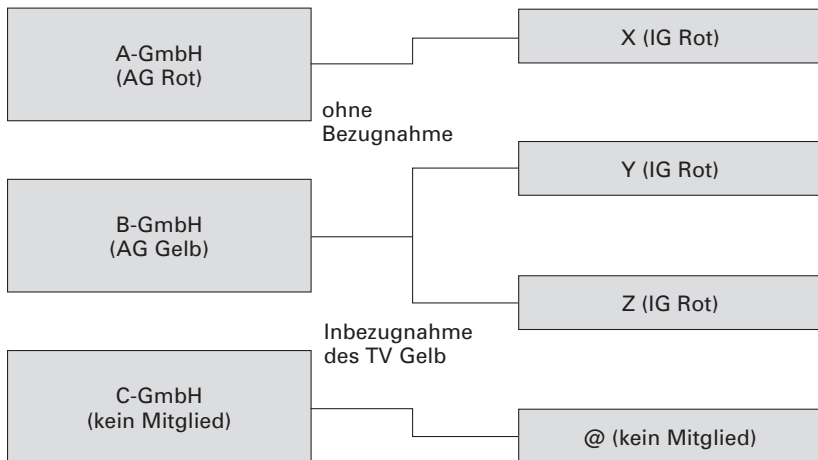 A-GmbH
(AG Rot)
X (IG Rot)
ohne
Bezugnahme
Y (IG Rot)
B-GmbH
(AG Gelb)
Z (IG Rot)
Inbezugnahme
des TV Gelb
C-GmbH
(kein Mitglied)
@ (kein Mitglied)